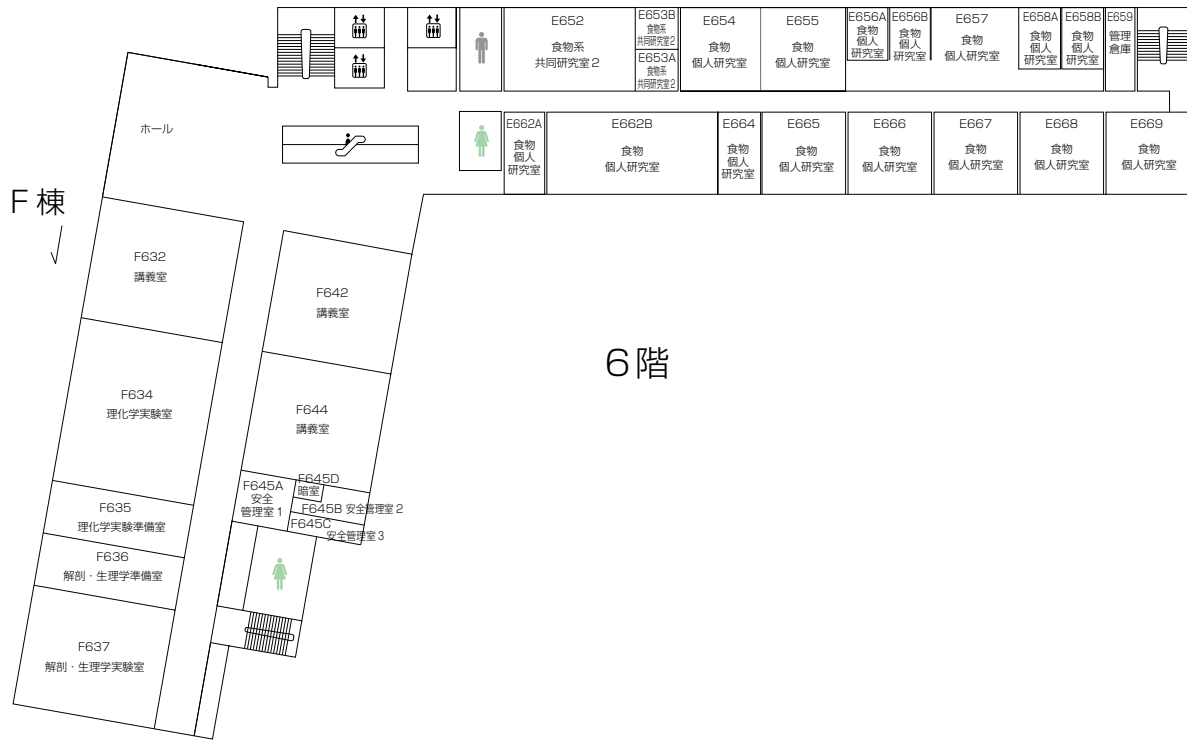 E652
食物系
共同研究室2
E653B
食物系
共同研究室2
E653A
食物系
共同研究室2
E654
食物
個人研究室
E655
食物
個人研究室
E656A
食物
個人
研究室
E656B
食物
個人
研究室
E657
食物
個人研究室
E658A
食物
個人
研究室
E658B
食物
個人
研究室
E659
管理
倉庫
ホール
E662A
食物
個人
研究室
E662B
食物
個人研究室
E664
食物
個人
研究室
E665
食物
個人研究室
E666
食物
個人研究室
E667
食物
個人研究室
E668
食物
個人研究室
E669
食物
個人研究室
F棟
F632
講義室
F642
講義室
6階
F634
理化学実験室
F644
講義室
F645A
安全
管理室1
F645D
暗室
F645B 安全管理室2
F645C
安全管理室3
F635
理化学実験準備室
F636
解剖・生理学準備室
F637
解剖・生理学実験室